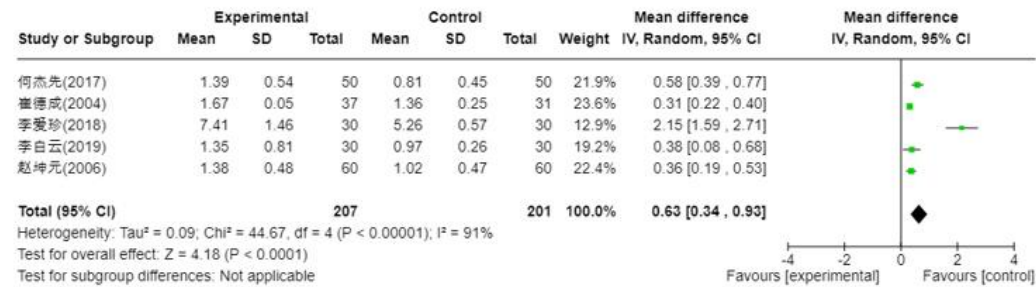 Experimental Control Mean difference Mean difference
Study or Subgroup Mean SD Total Mean SD Total Weight IV, Random, 95% CI IV, Random, 95% CI
何杰先(2017) 1.39 0.54 50 0.81 0.45 50 21.9% 0.58 [0.39 , 0.77]
崔德成(2004) 1.67 0.05 37 1.36 0.25 31 23.6% 0.31 [0.22 , 0.40]
李爱珍(2018) 7.41 1.46 30 5.26 0.57 30 12.9% 2.15 [1.59 , 2.71]
李白云(2019) 1.35 0.81 30 0.97 0.26 30 19.2% 0.38 [0.08 , 0.68]
赵坤元(2006) 1.38 0.48 60 1.02 0.47 60 22.4% 0.36 [0.19 , 0.53]
Total (95% CI) 207 201 100.0% 0.63 [0.34 , 0.93]
Heterogeneity: Tau² = 0.09; Chi² = 44.67, df = 4 (P < 0.00001); I² = 91%
Test for overall effect: Z = 4.18 (P < 0.0001)
Test for subgroup differences: Not applicable
-4 -2 0 2 4
Favours [experimental] Favours [control]